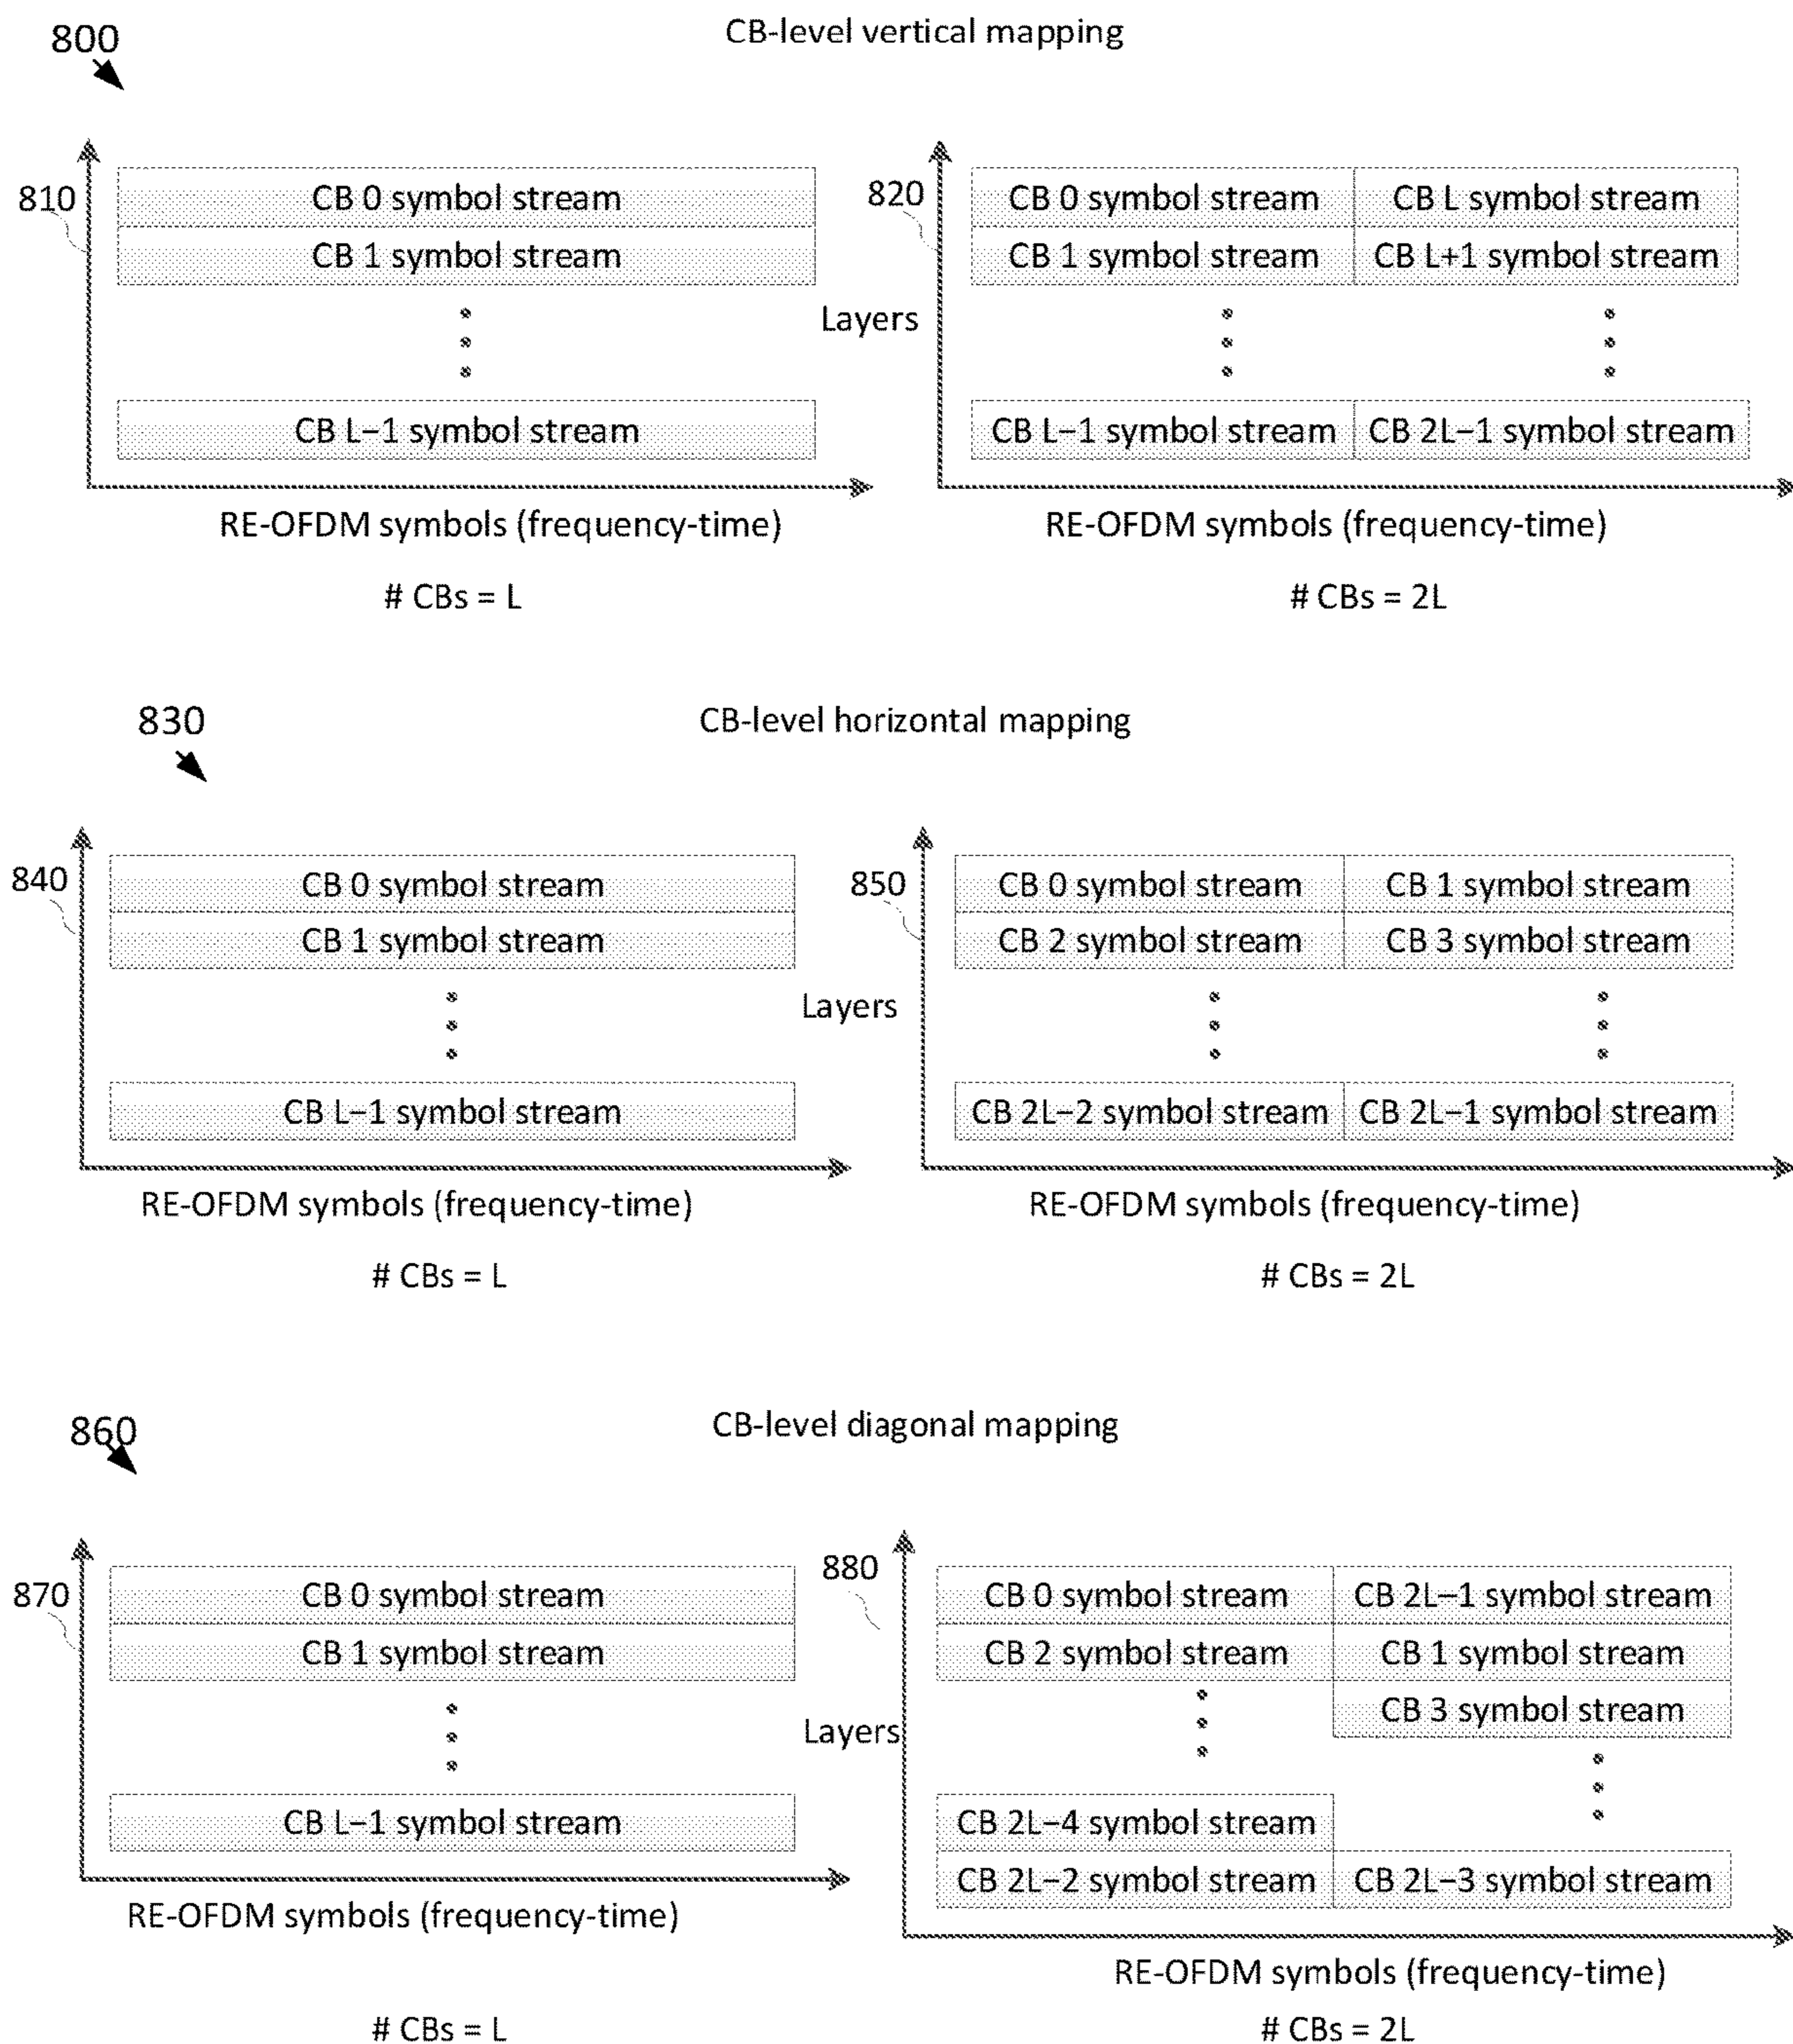 800
CB-level vertical mapping
810
CB 0 symbol stream
CB 1 symbol stream
CB L−1 symbol stream
RE-OFDM symbols (frequency-time)
# CBs = L
Layers
820
CB 0 symbol stream CB L symbol stream
CB 1 symbol stream CB L+1 symbol stream
CB L−1 symbol stream CB 2L−1 symbol stream
RE-OFDM symbols (frequency-time)
# CBs = 2L
830
CB-level horizontal mapping
840
CB 0 symbol stream
CB 1 symbol stream
CB L−1 symbol stream
RE-OFDM symbols (frequency-time)
# CBs = L
Layers
850
CB 0 symbol stream CB 1 symbol stream
CB 2 symbol stream CB 3 symbol stream
CB 2L−2 symbol stream CB 2L−1 symbol stream
RE-OFDM symbols (frequency-time)
# CBs = 2L
860
CB-level diagonal mapping
870
CB 0 symbol stream
CB 1 symbol stream
CB L−1 symbol stream
RE-OFDM symbols (frequency-time)
# CBs = L
Layers
880
CB 0 symbol stream CB 2L−1 symbol stream
CB 2 symbol stream CB 1 symbol stream
CB 3 symbol stream
CB 2L−4 symbol stream
CB 2L−2 symbol stream CB 2L−3 symbol stream
RE-OFDM symbols (frequency-time)
# CBs = 2L